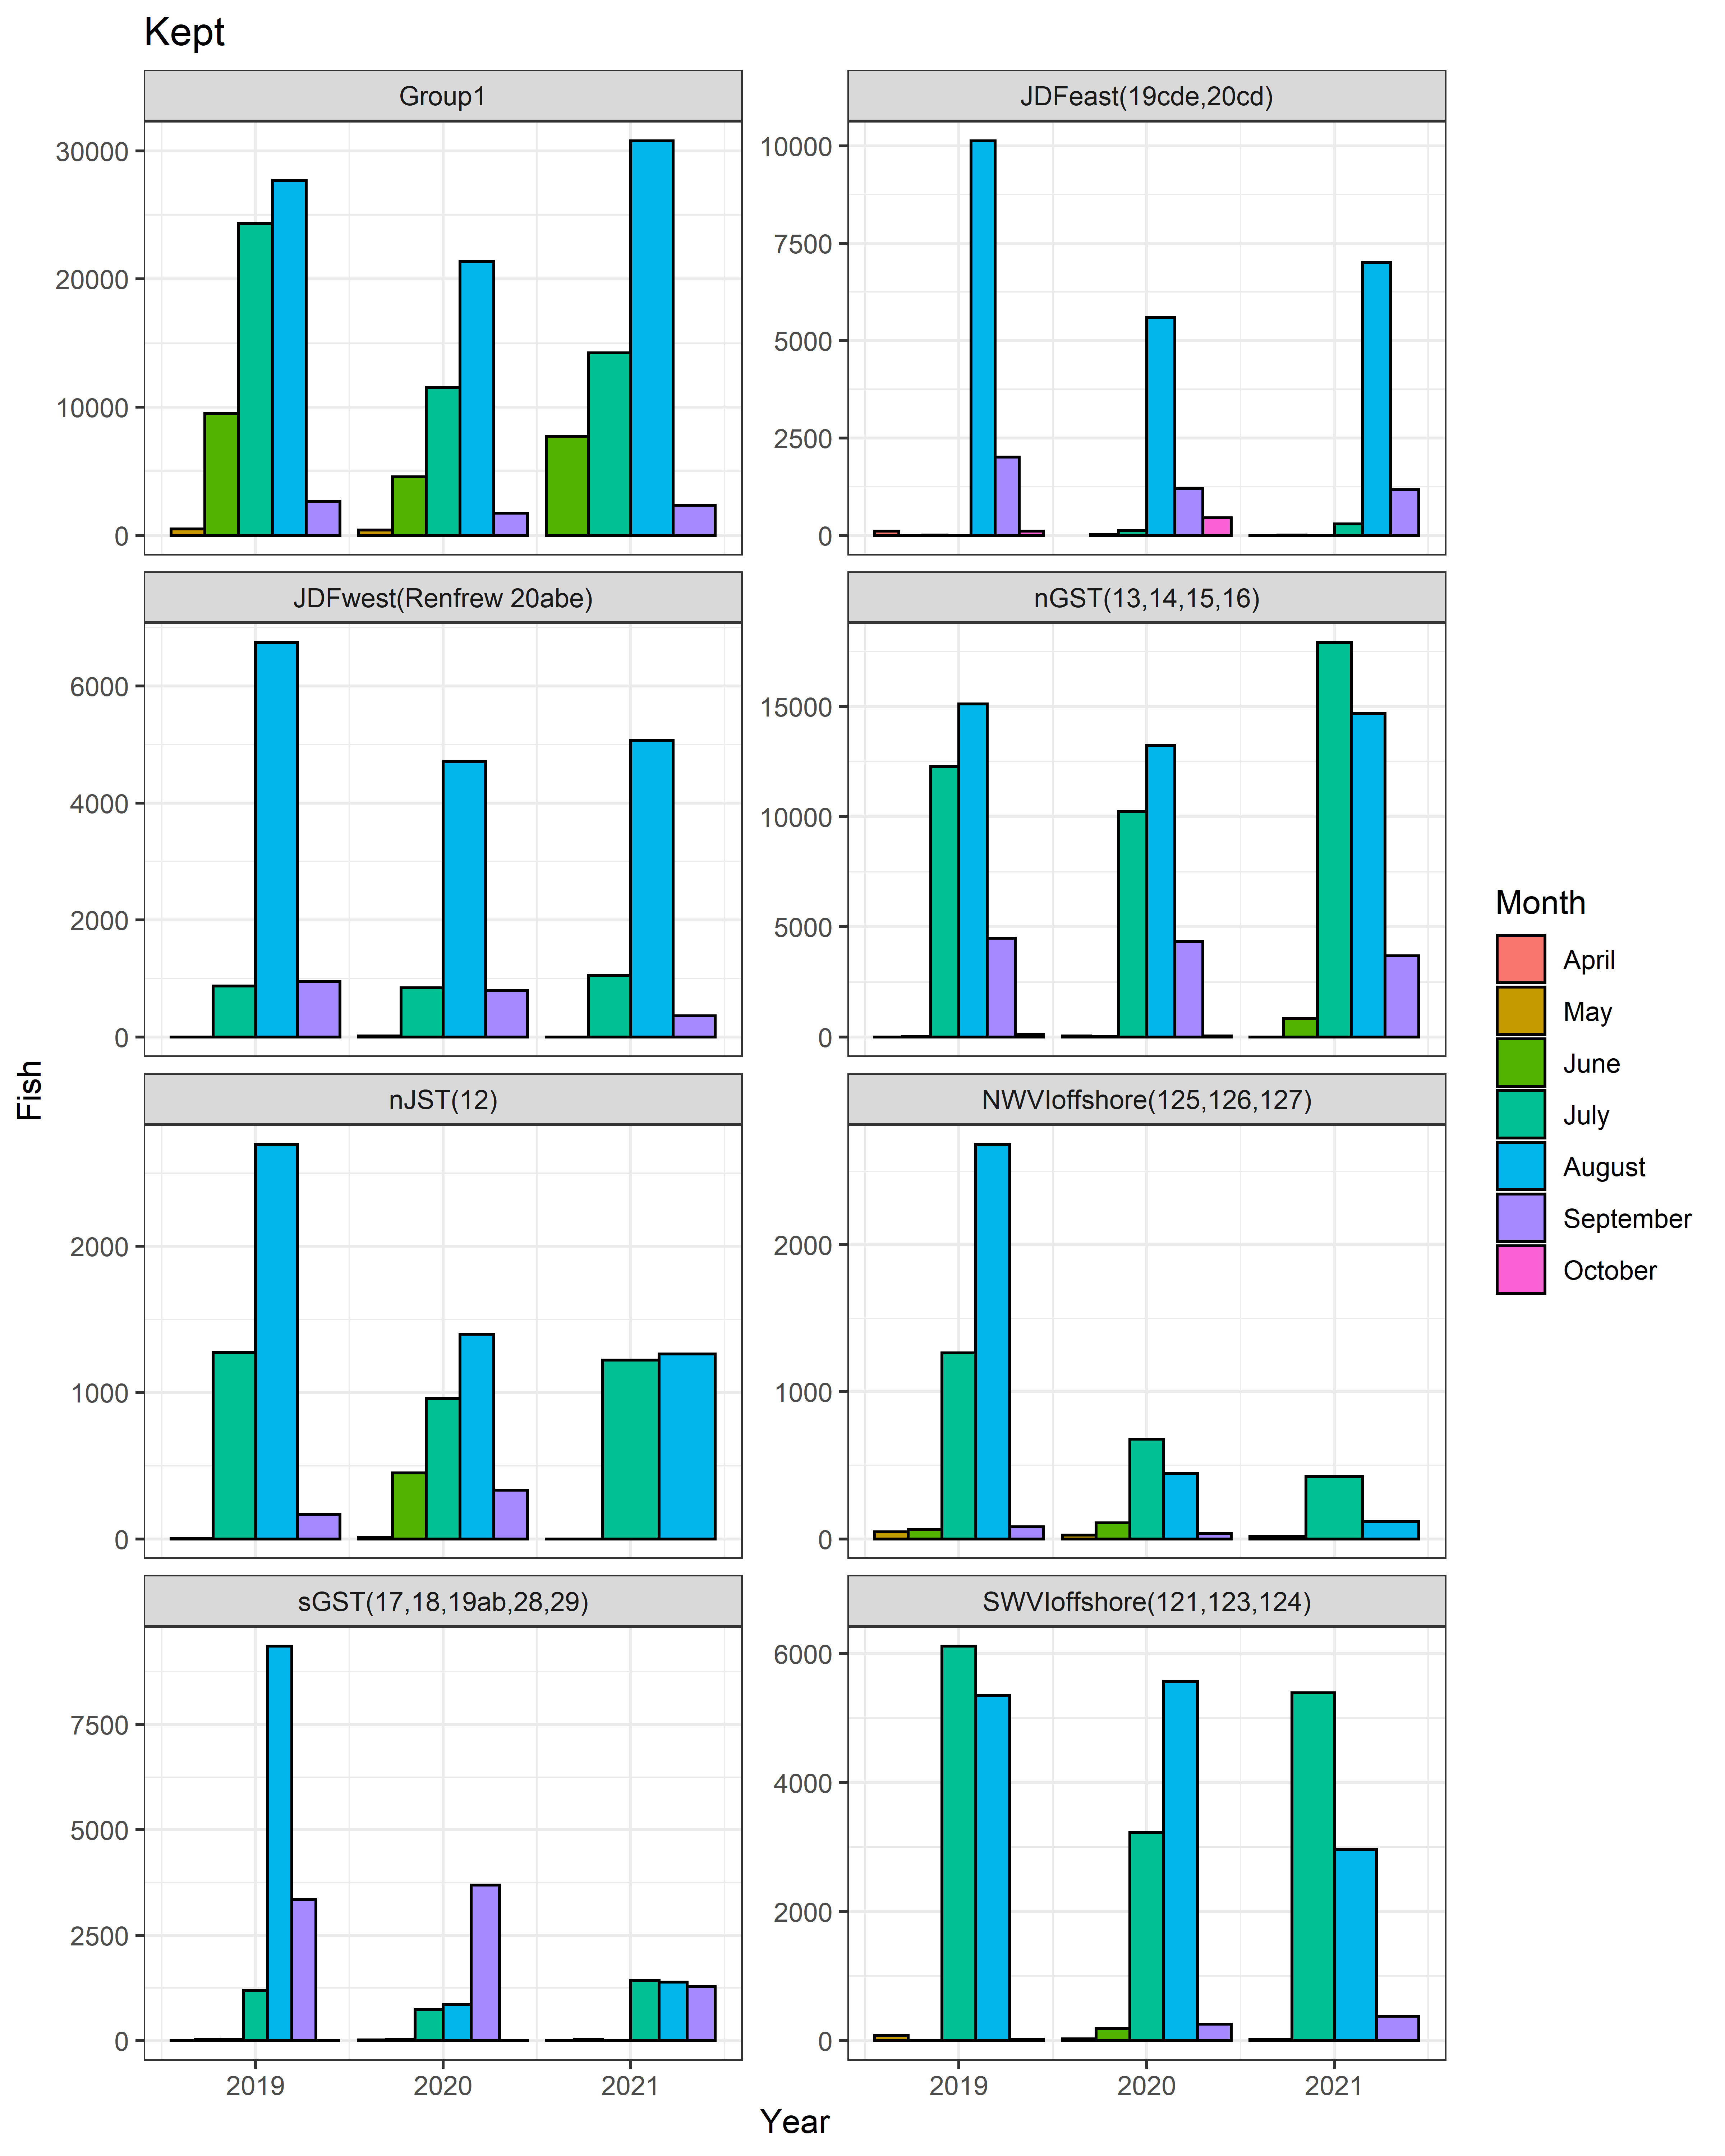 Kept
Group1
JDFeast(19cde,20cd)
30000
20000
10000
0
10000
7500
5000
2500
0
JDFwest(Renfrew 20abe)
nGST(13,14,15,16)
6000
4000
2000
0
15000
10000
5000
0
nJST(12)
NWVIoffshore(125,126,127)
2000
1000
0
2000
1000
0
sGST(17,18,19ab,28,29)
SWVIoffshore(121,123,124)
7500
5000
2500
0
6000
4000
2000
0
2019 2020 2021
2019 2020 2021
Year
Fish
Month
April
May
June
July
August
September
October